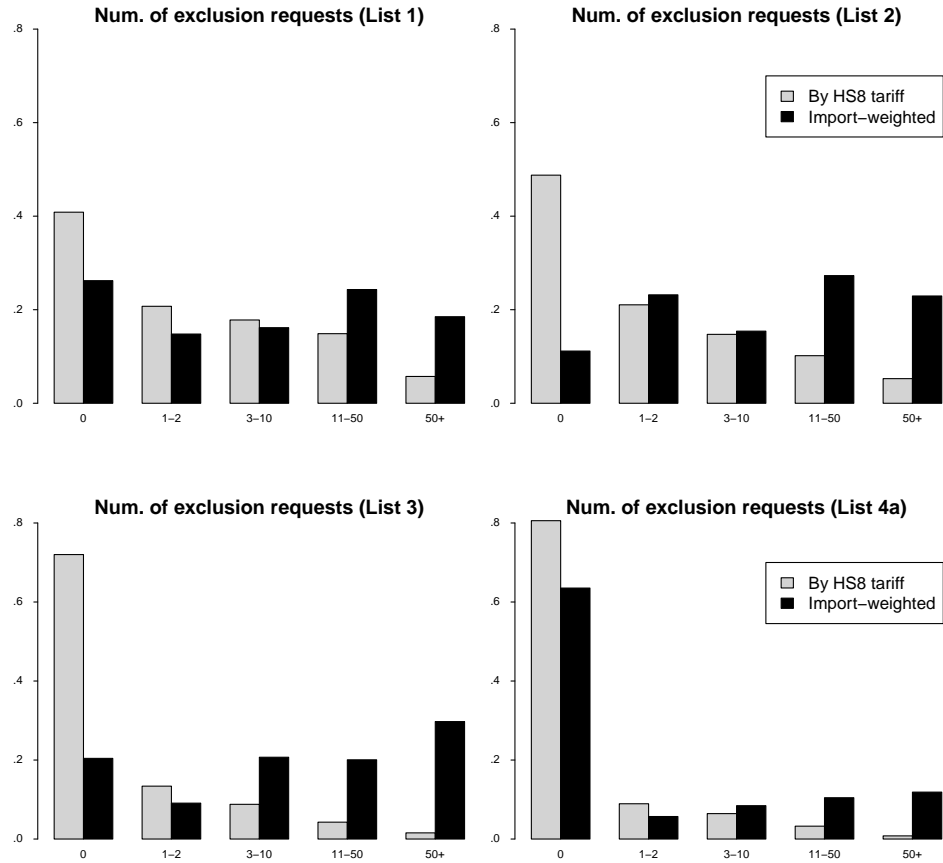 Num. of exclusion requests (List 1)
.8
.6
.4
.2
.0
0 1–2 3–10 11–50 50+
Num. of exclusion requests (List 2)
.8
.6
.4
.2
.0
By HS8 tariff
Import–weighted
0 1–2 3–10 11–50 50+
Num. of exclusion requests (List 3)
.8
.6
.4
.2
.0
0 1–2 3–10 11–50 50+
Num. of exclusion requests (List 4a)
.8
.6
.4
.2
.0
By HS8 tariff
Import–weighted
0 1–2 3–10 11–50 50+